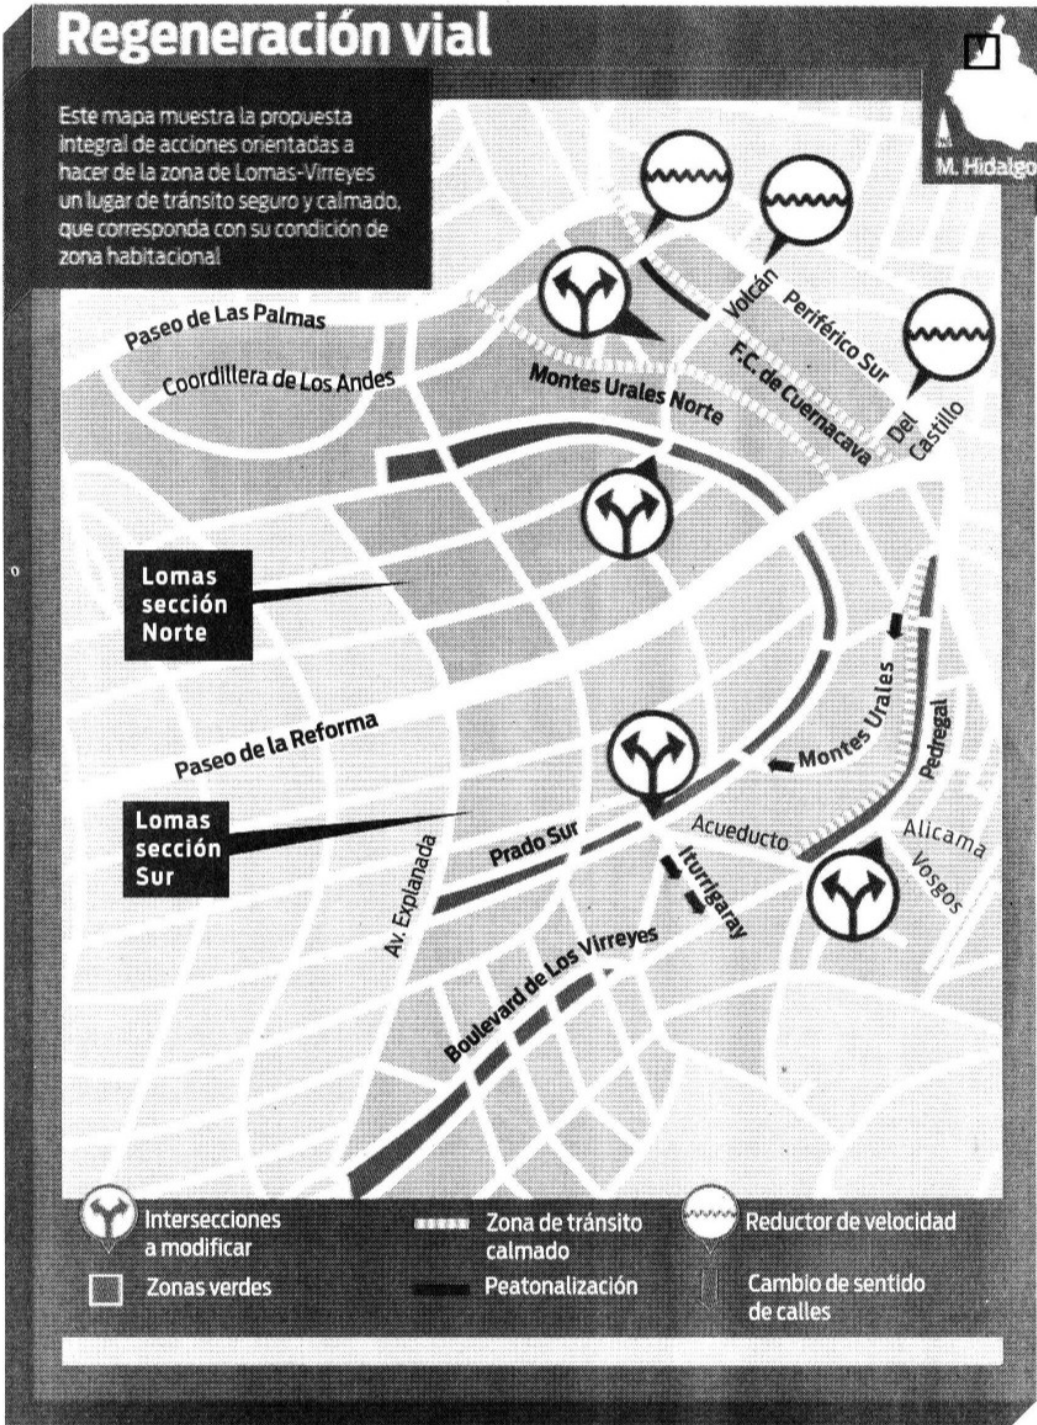 Regeneración vial
Este mapa muestra la propuesta
integral de acciones orientadas a
hacer de la zona de Lomas-Virreyes
un lugar de tránsito seguro y calmado,
que corresponda con su condición de
zona habitacional
M. Hidalgo
Paseo de Las Palmas
Coordillera de Los Andes
Volcán
Periférico Sur
F.C. de Cuernacava
Montes Urales Norte
Del
Castillo
Lomas
sección
Norte
Paseo de la Reforma
Montes Urales
Pedregal
Lomas
sección
Sur
Prado Sur
Acueducto
Alicama
Vosgos
Av. Explanada
Iturrigaray
Boulevard de Los Virreyes
Intersecciones
a modificar
Zona de tránsito
calmado
Reductor de velocidad
Zonas verdes
Peatonalización
Cambio de sentido
de calles